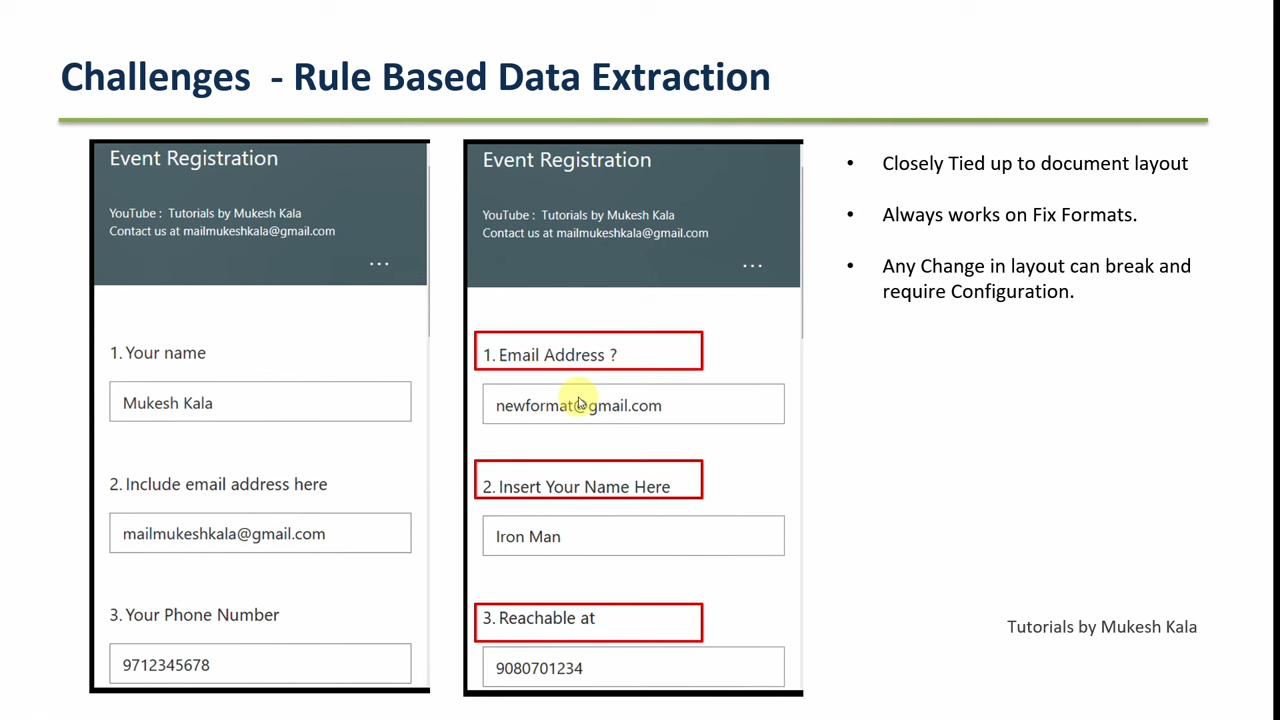 Challenges - Rule Based Data Extraction
Event Registration
YouTube : Tutorials by Mukesh Kala
Contact us at mailmukeshkala@gmail.com
...
1. Your name
Mukesh Kala
2. Include email address here
mailmukeshkala@gmail.com
3. Your Phone Number
9712345678
Event Registration
YouTube : Tutorials by Mukesh Kala
Contact us at mailmukeshkala@gmail.com
...
1. Email Address ?
newformat@gmail.com
2. Insert Your Name Here
Iron Man
3. Reachable at
9080701234
• Closely Tied up to document layout
• Always works on Fix Formats.
• Any Change in layout can break and
require Configuration.
Tutorials by Mukesh Kala